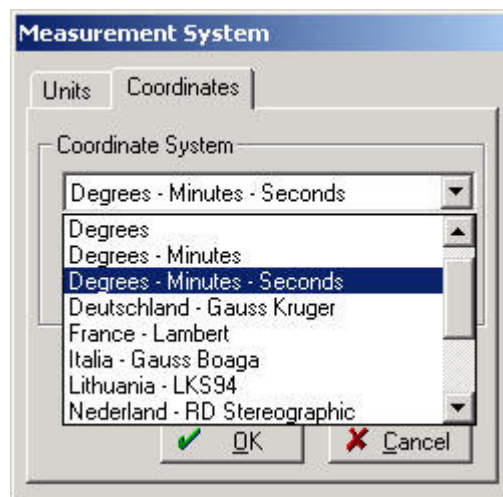 Measurement System
Units
Coordinates
Coordinate System
Degrees - Minutes - Seconds
Degrees
Degrees - Minutes
Degrees - Minutes - Seconds
Deutschland - Gauss Kruger
France - Lambert
Italia - Gauss Boaga
Lithuania - LKS94
Nederland - RD Stereographic
OK
Cancel